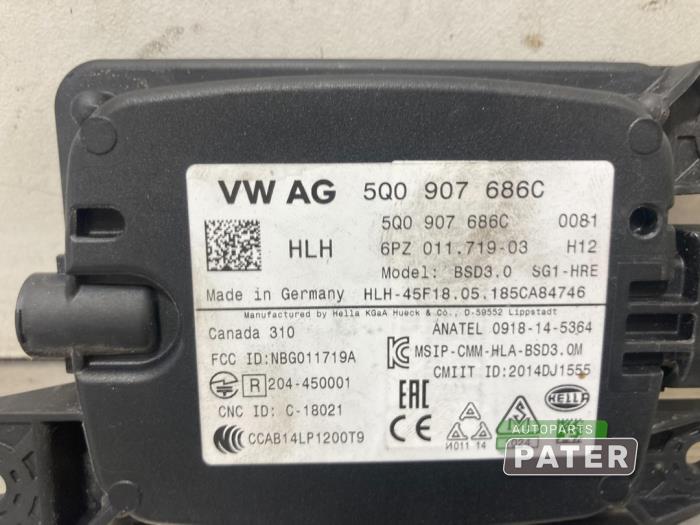 VW AG 5Q0 907 686C
5Q0 907 686C 0081
HLH 6PZ 011.719-03 H12
Model: BSD3.0 SG1-HRE
Made in Germany HLH-45F18.05.185CA84746
Manufactured by Hella KGaA Hueck & Co., D-59552 Lippstadt
Canada 310 ANATEL 0918-14-5364
FCC ID:NBG011719A MSIP-CMM-HLA-BSD3.0M
R 204-450001 CMIIT ID:2014DJ1555
CNC ID: C-18021 EAC HELLA
CCAB14LP1200T9 CE И011 14 024
AUTOPARTS
PATER